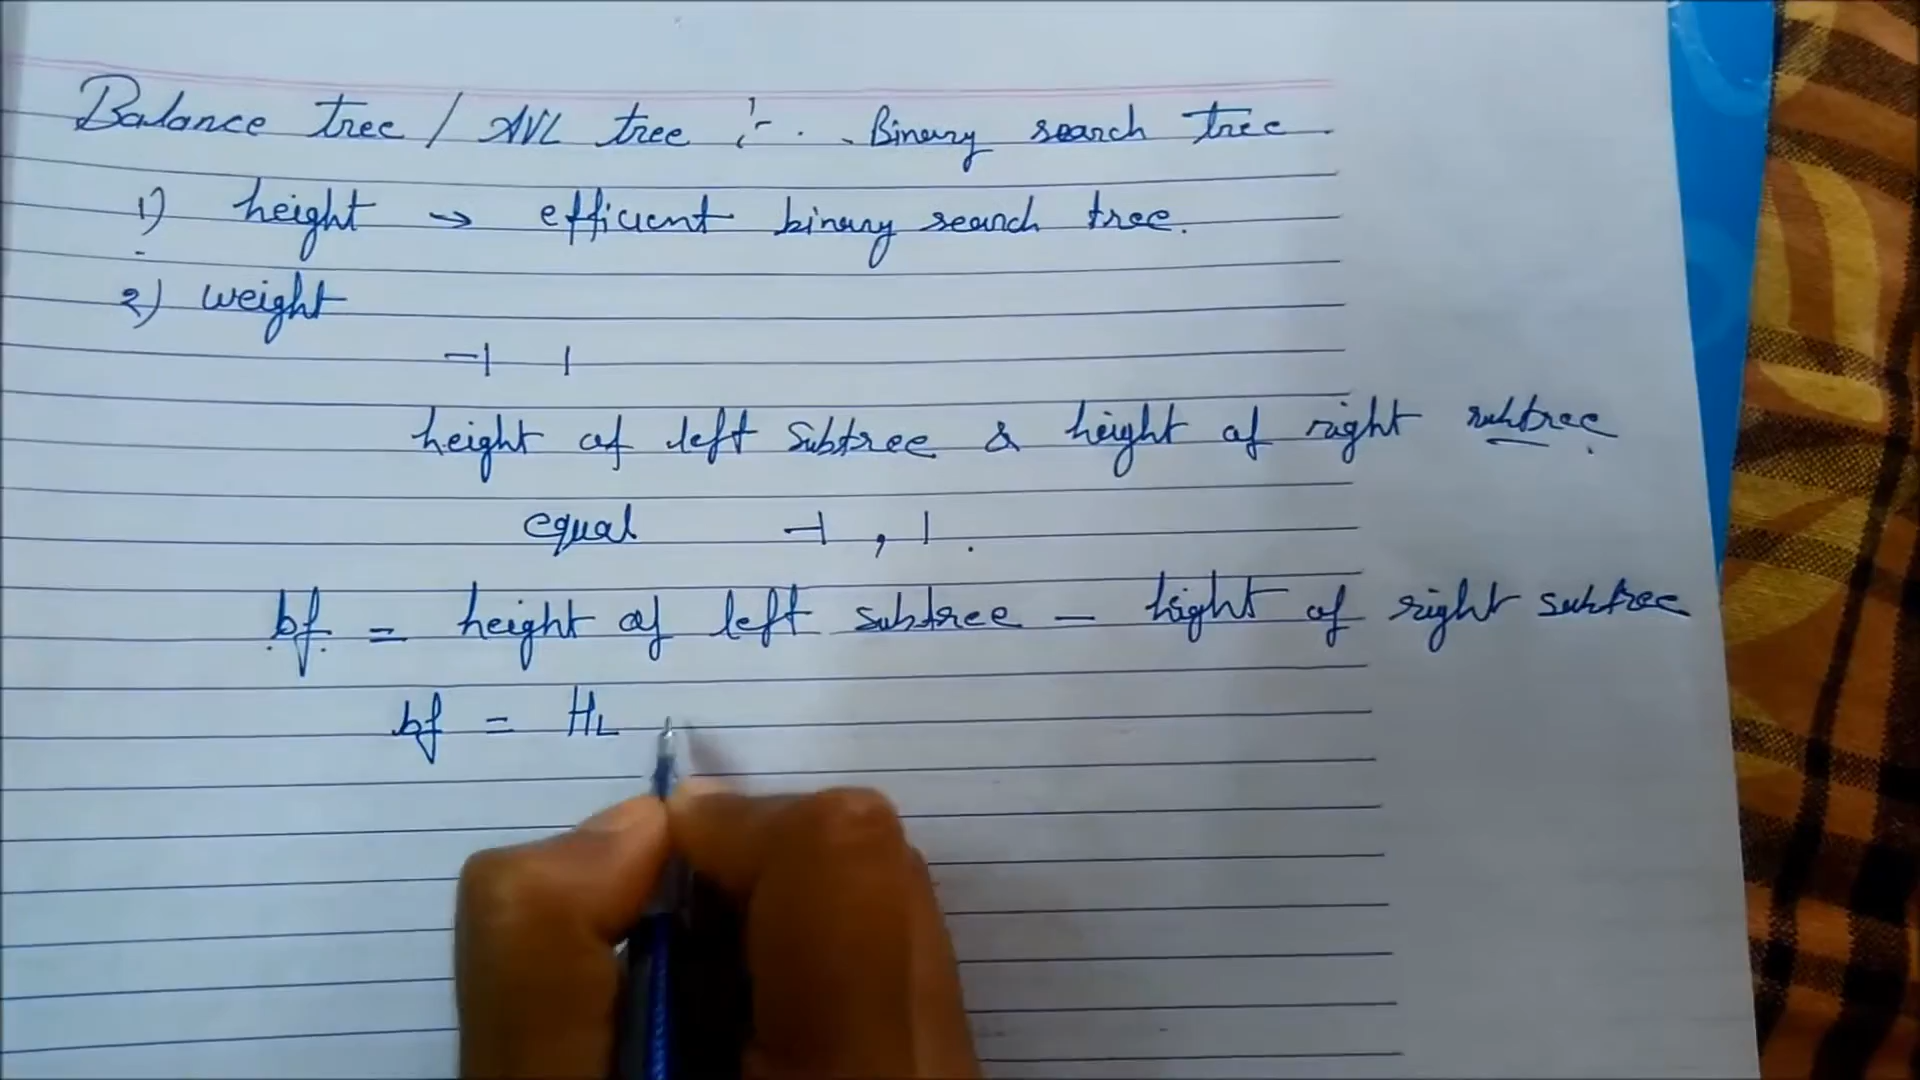 Balance tree / AVL tree :- . Binary search tree
1) height → efficient binary search tree.
2) weight
-1 1
height of left subtree & height of right subtree
equal -1 , 1 .
bf = height of left subtree - hight of right subtree
bf = HL